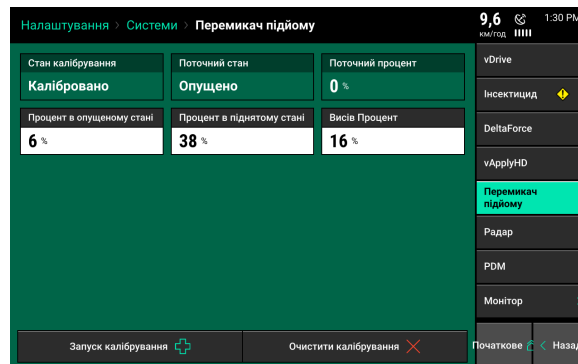 Налаштування > Системи > Перемикач підйому
9,6
км/год
1:30 PM
Стан калібрування
Калібровано
Поточний стан
Опущено
Поточний процент
0 %
Процент в опущеному стані
6 %
Процент в піднятому стані
38 %
Висів Процент
16 %
vDrive
Інсектицид
DeltaForce
vApplyHD
Перемикач
підйому
Радар
PDM
Монітор
Запуск калібрування
Очистити калібрування
Початкове
< Назад